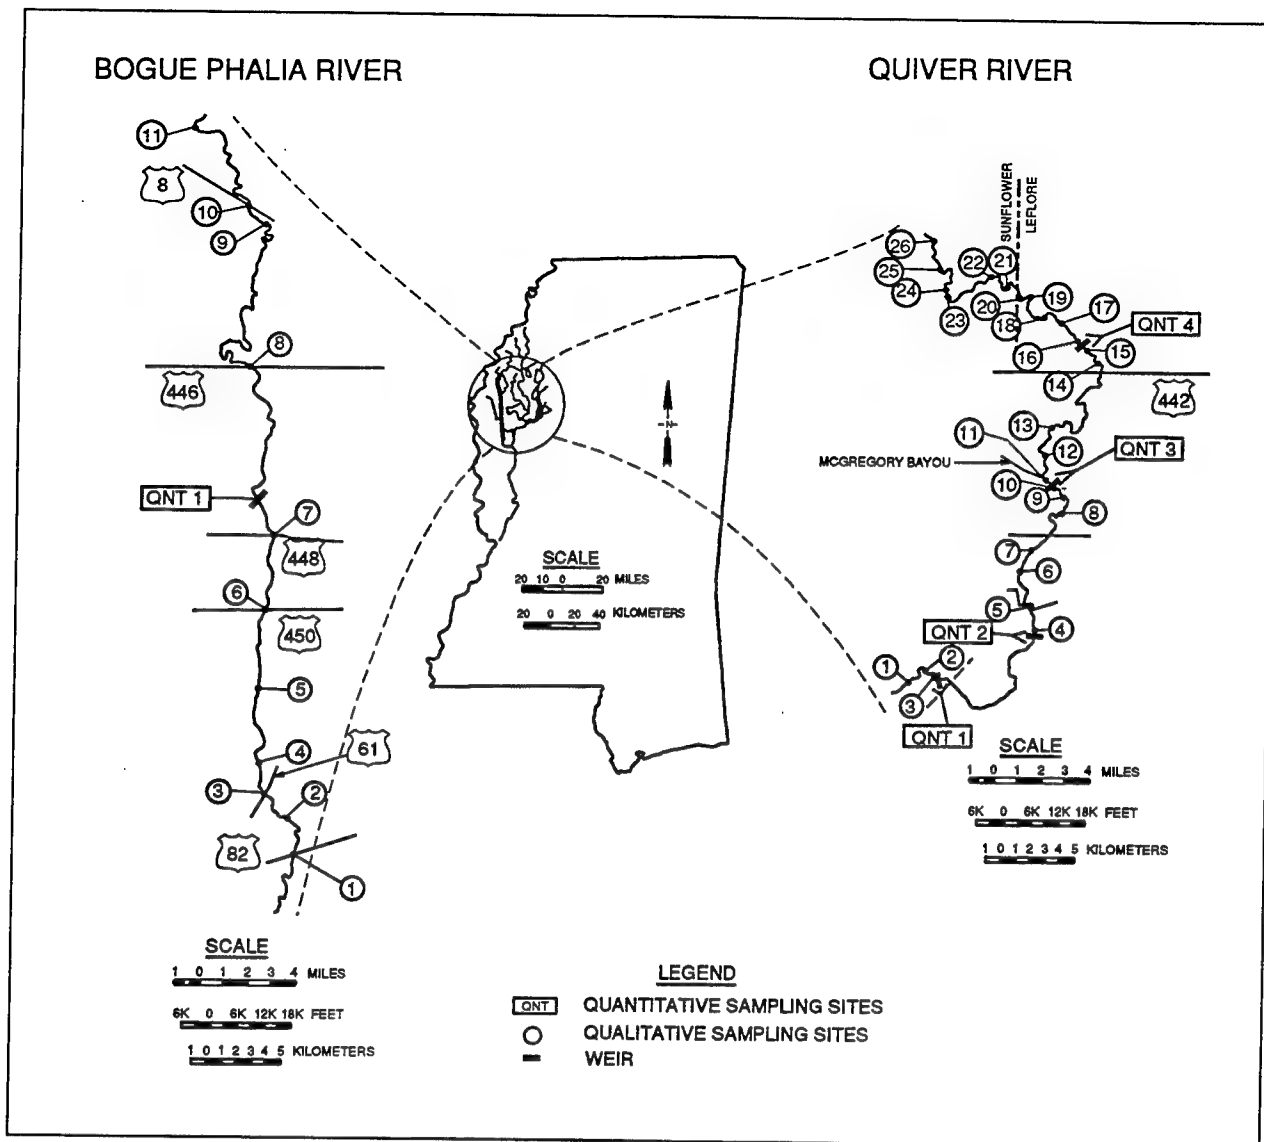 BOGUE PHALIA RIVER
11
8
10
9
8
446
QNT 1
7
448
6
450
5
4
61
3
2
82
1
SCALE
1 0 1 2 3 4 MILES
6K 0 6K 12K 18K FEET
1 0 1 2 3 4 5 KILOMETERS
N
SCALE
20 10 0 20 MILES
20 0 20 40 KILOMETERS
QUIVER RIVER
SUNFLOWER
LEFLORE
26
25
24
23
22
21
20
19
18
17
QNT 4
16
15
14
442
13
11
12
QNT 3
MCGREGORY BAYOU
10
9
8
7
6
5
QNT 2
4
1
2
3
QNT 1
SCALE
1 0 1 2 3 4 MILES
6K 0 6K 12K 18K FEET
1 0 1 2 3 4 5 KILOMETERS
LEGEND
QNT QUANTITATIVE SAMPLING SITES
QUALITATIVE SAMPLING SITES
WEIR